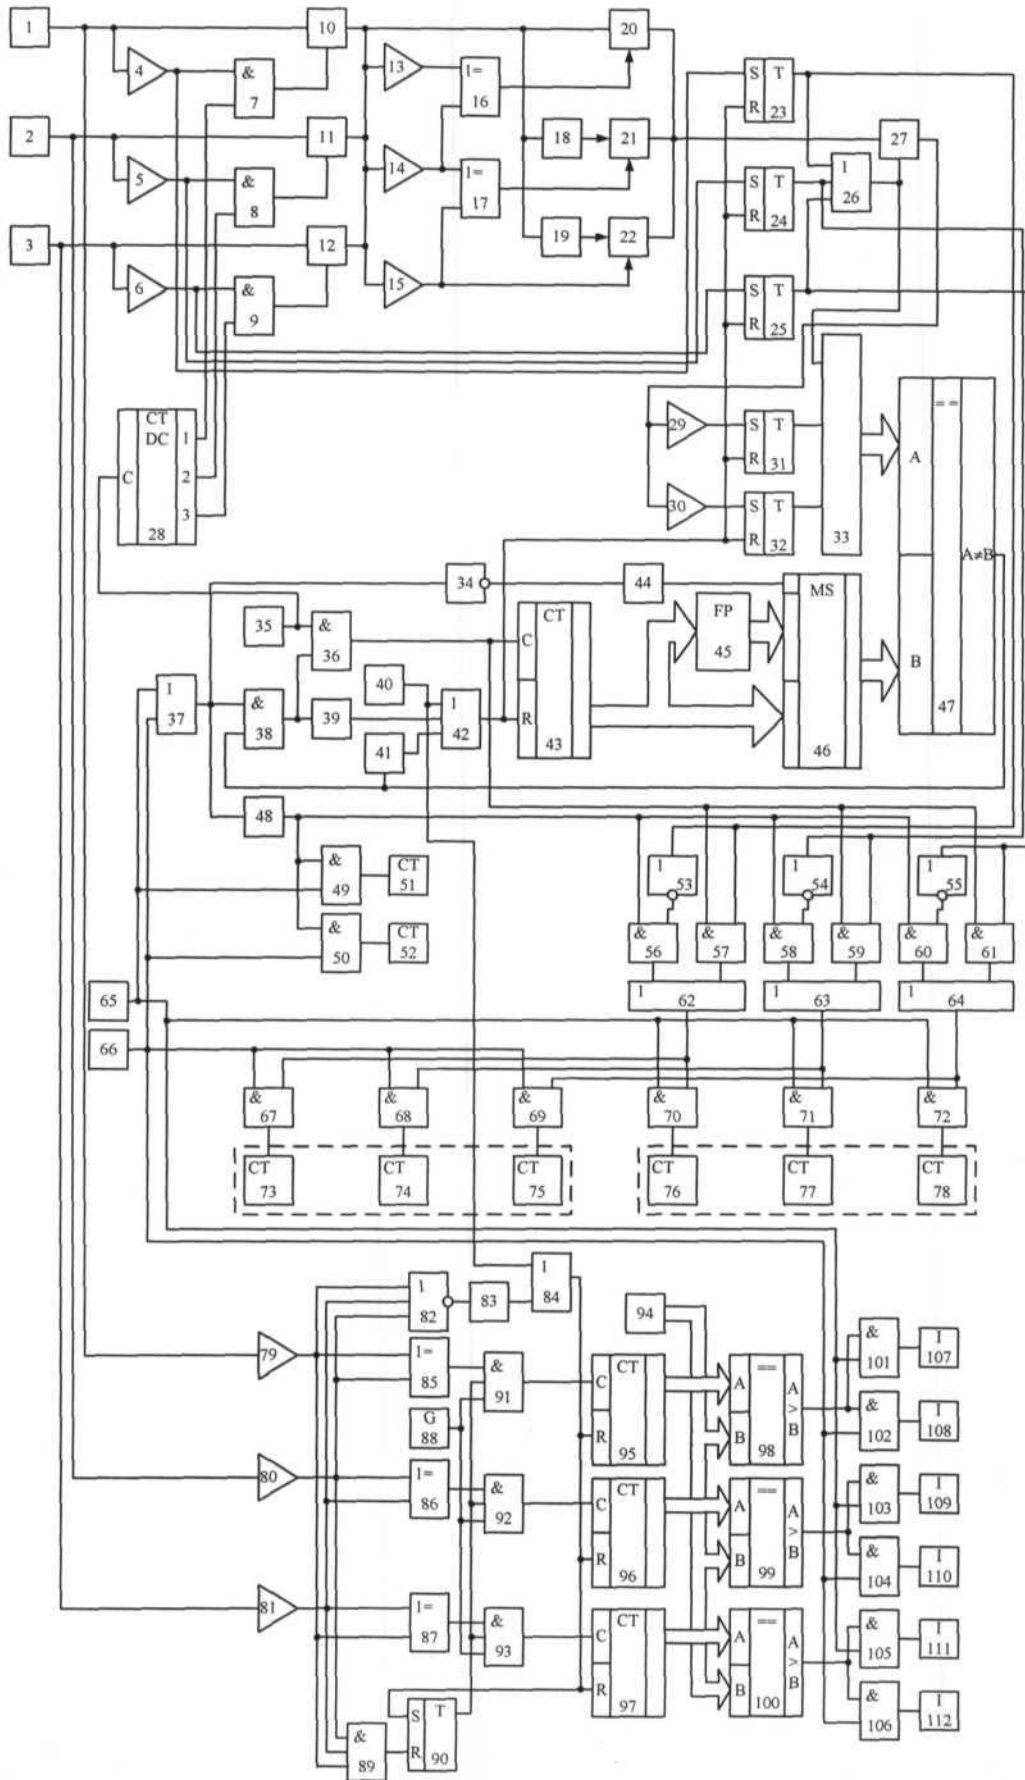 1
10
20
4
&
7
13
1=
16
S T
R 23
2
11
18
21
27
5
&
8
14
1=
17
S T
R 24
1
26
3
12
19
22
6
&
9
15
S T
R 25
CT
DC
C
1
2
3
28
29
S T
R 31
30
S T
R 32
33
==
A
A≠B
B
47
34
44
MS
46
35
&
36
CT
C
R
43
FP
45
1
37
&
38
39
40
41
1
42
48
&
49
CT
51
&
50
CT
52
1
53
1
54
1
55
&
56
&
57
&
58
&
59
&
60
&
61
1
62
1
63
1
64
65
66
&
67
&
68
&
69
&
70
&
71
&
72
CT
73
CT
74
CT
75
CT
76
CT
77
CT
78
1
82
83
1
84
94
79
1=
85
&
91
C CT
R 95
A ==
B 98
A > B
&
101
I
107
&
102
I
108
G
88
80
1=
86
&
92
C CT
R 96
A ==
B 99
A > B
&
103
I
109
&
104
I
110
81
1=
87
&
93
C CT
R 97
A ==
B 100
A > B
&
105
I
111
&
106
I
112
&
89
S T
R 90